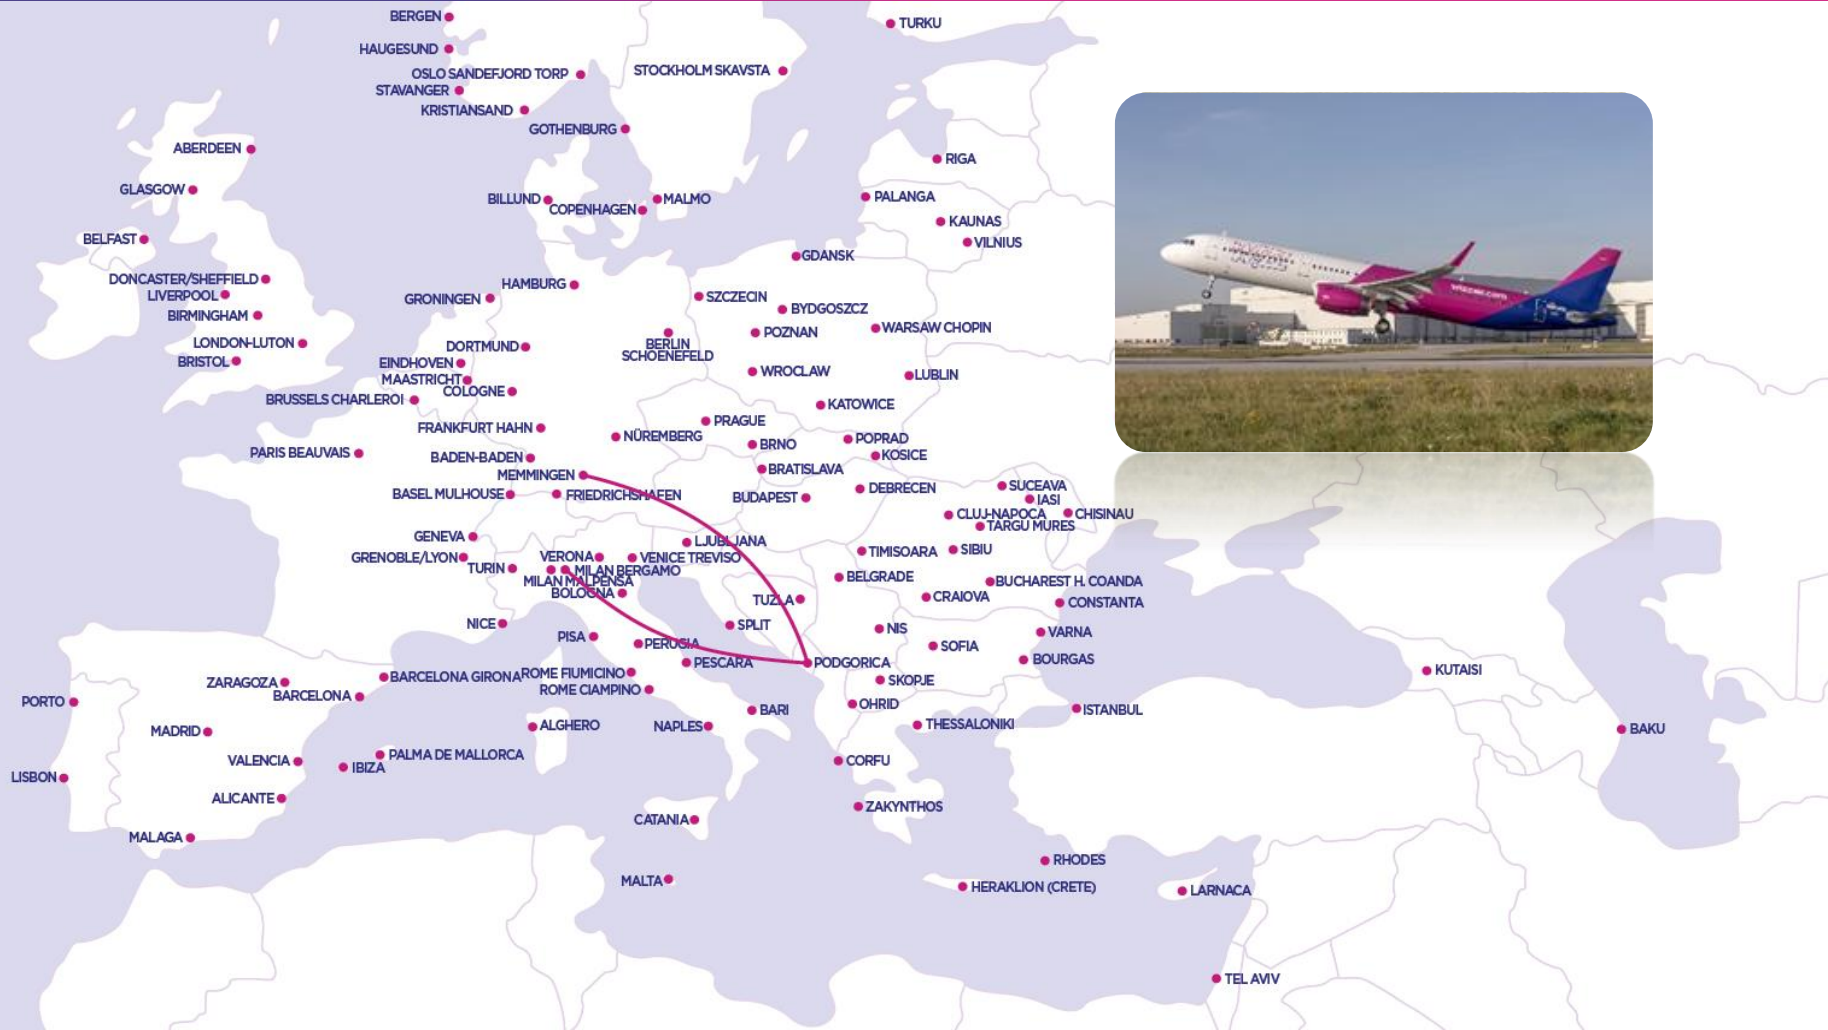 BERGEN
TURKU
HAUGESUND
OSLO SANDEFJORD TORP
STOCKHOLM SKAVSTA
STAVANGER
KRISTIANSAND
GOTHENBURG
ABERDEEN
RIGA
GLASGOW
BILLUND
MALMO
PALANGA
COPENHAGEN
KAUNAS
BELFAST
VILNIUS
GDANSK
DONCASTER/SHEFFIELD
HAMBURG
LIVERPOOL
GRONINGEN
SZCZECIN
BYDGOSZCZ
BIRMINGHAM
WARSAW CHOPIN
POZNAN
LONDON-LUTON
DORTMUND
BERLIN
SCHOENEFELD
BRISTOL
EINDHOVEN
WROCLAW
LUBLIN
MAASTRICHT
COLOGNE
BRUSSELS CHARLEROI
KATOWICE
PRAGUE
FRANKFURT HAHN
NÜREMBERG
POPRAD
BRNO
PARIS BEAUVAIS
BADEN-BADEN
KOSICE
BRATISLAVA
MEMMINGEN
BASEL MULHOUSE
FRIEDRICHSHAFEN
BUDAPEST
DEBRECEN
SUCEAVA
IASI
CLUJ-NAPOCA
CHISINAU
TARGU MURES
GENEVA
LJUBLJANA
TIMISOARA
SIBIU
GRENOBLE/LYON
VERONA
VENICE TREVISO
TURIN
MILAN BERGAMO
MILAN MALPENSA
BELGRADE
BUCHAREST H. COANDA
BOLOGNA
TUZLA
CRAIOVA
CONSTANTA
NICE
SPLIT
NIS
VARNA
PISA
PERUGIA
SOFIA
PESCARA
PODGORICA
BOURGAS
KUTAISI
BARCELONA GIRONA
ROME FIUMICINO
SKOPJE
ZARAGOZA
ROME CIAMPINO
BARCELONA
PORTO
OHRID
BARI
ISTANBUL
MADRID
ALGHERO
NAPLES
THESSALONIKI
BAKU
PALMA DE MALLORCA
VALENCIA
IBIZA
CORFU
LISBON
ALICANTE
ZAKYNTHOS
CATANIA
MALAGA
RHODES
MALTA
HERAKLION (CRETE)
LARNACA
TEL AVIV
wizzair.com